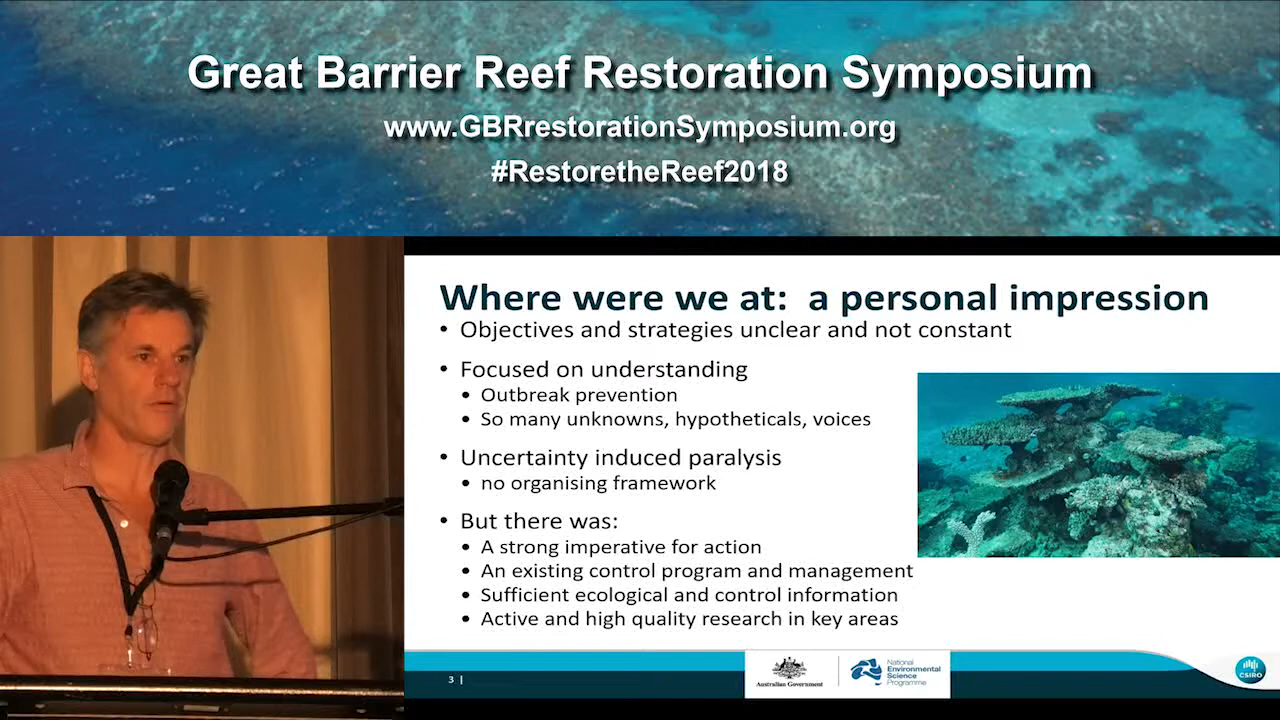 Great Barrier Reef Restoration Symposium
www.GBRrestorationSymposium.org
#RestoretheReef2018
Where were we at: a personal impression
• Objectives and strategies unclear and not constant
• Focused on understanding
• Outbreak prevention
• So many unknowns, hypotheticals, voices
• Uncertainty induced paralysis
• no organising framework
• But there was:
• A strong imperative for action
• An existing control program and management
• Sufficient ecological and control information
• Active and high quality research in key areas
3 |
Australian Government
National
Environmental
Science
Programme
CSIRO